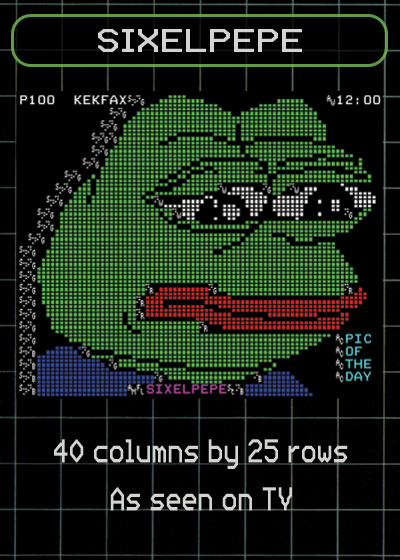 SIXELPEPE
P100 KEKFAX 12:00
PIC
OF
THE
DAY
SIXELPEPE
40 columns by 25 rows
As seen on TV